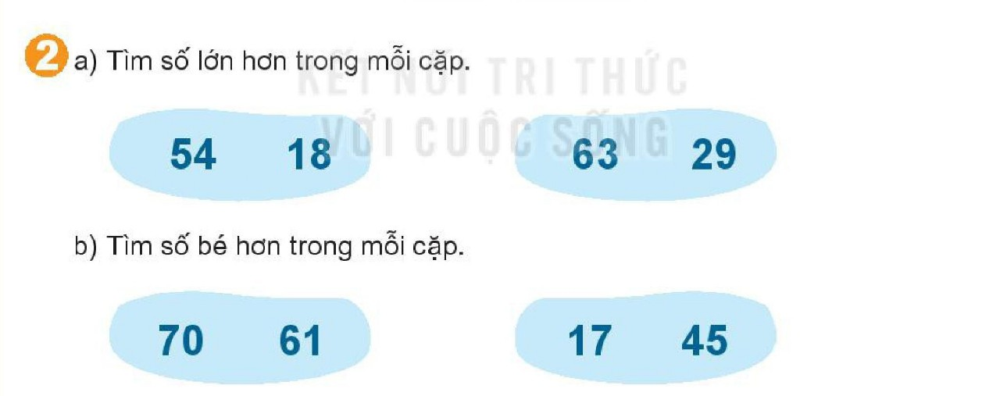 2 a) Tìm số lớn hơn trong mỗi cặp.
KẾT NỐI TRI THỨC
VỚI CUỘC SỐNG
54 18 63 29
b) Tìm số bé hơn trong mỗi cặp.
70 61 17 45